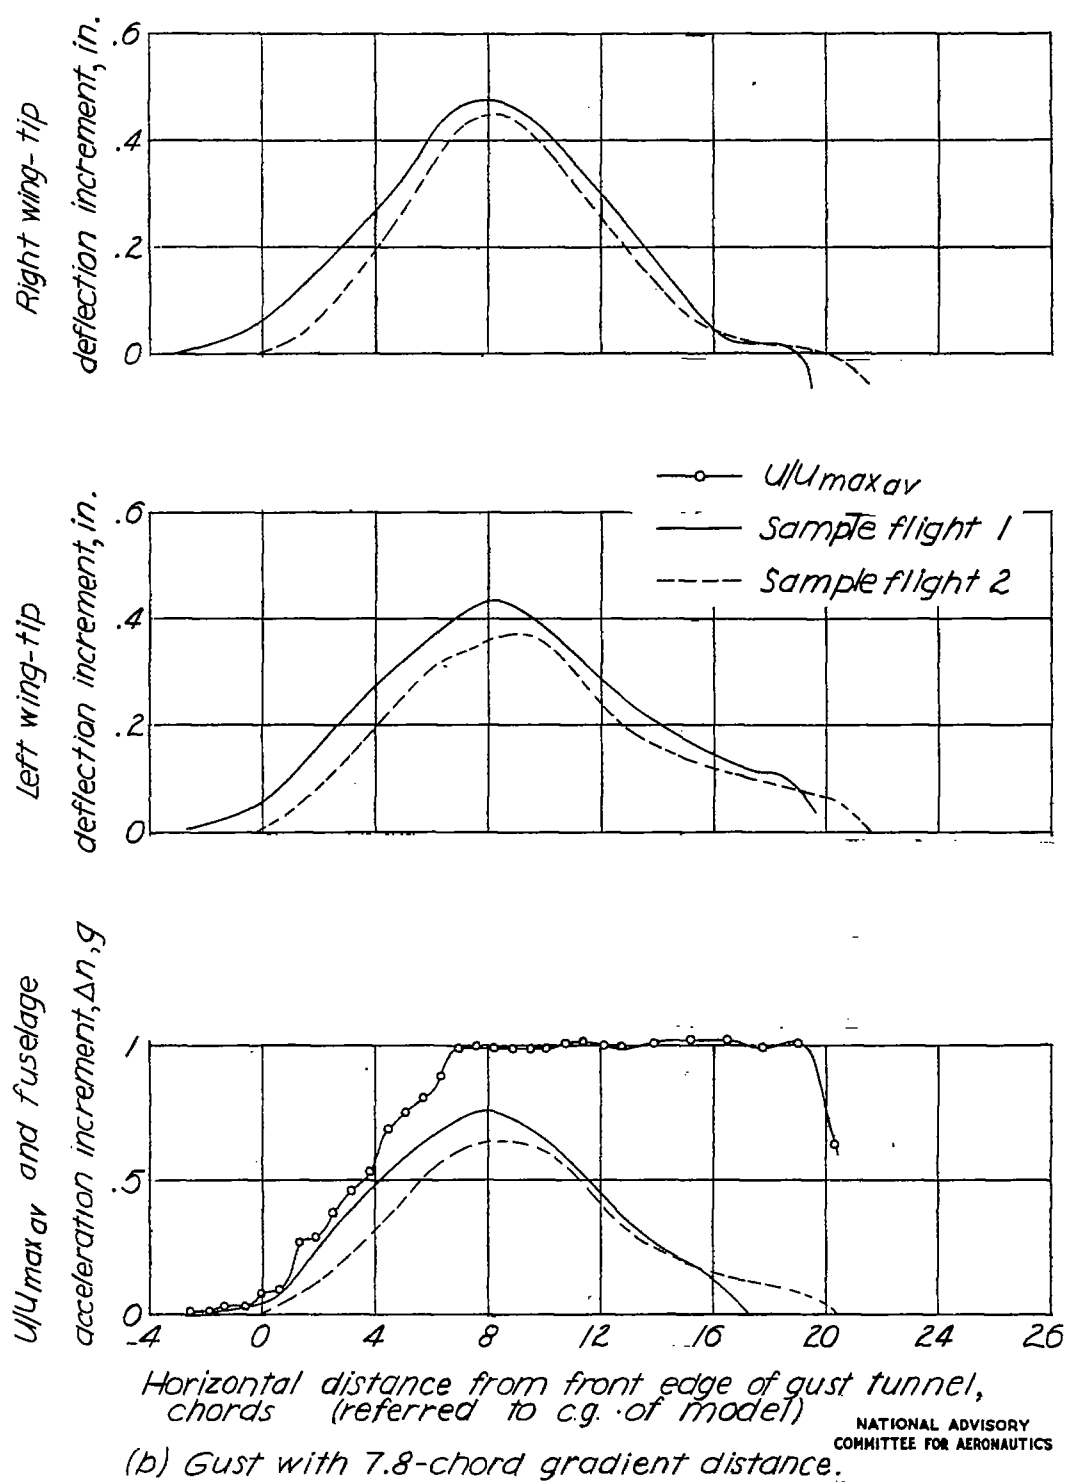 Right wing-tip
deflection increment, in.
.6
.4
.2
0
U/Umax av
Sample flight 1
Sample flight 2
Left wing-tip
deflection increment, in.
.6
.4
.2
0
U/Umax av and fuselage
acceleration increment, Δn, g
1
.5
0
-4 0 4 8 12 16 20 24 26
Horizontal distance from front edge of gust tunnel,
chords (referred to c.g. of model)
NATIONAL ADVISORY
COMMITTEE FOR AERONAUTICS
(b) Gust with 7.8-chord gradient distance.